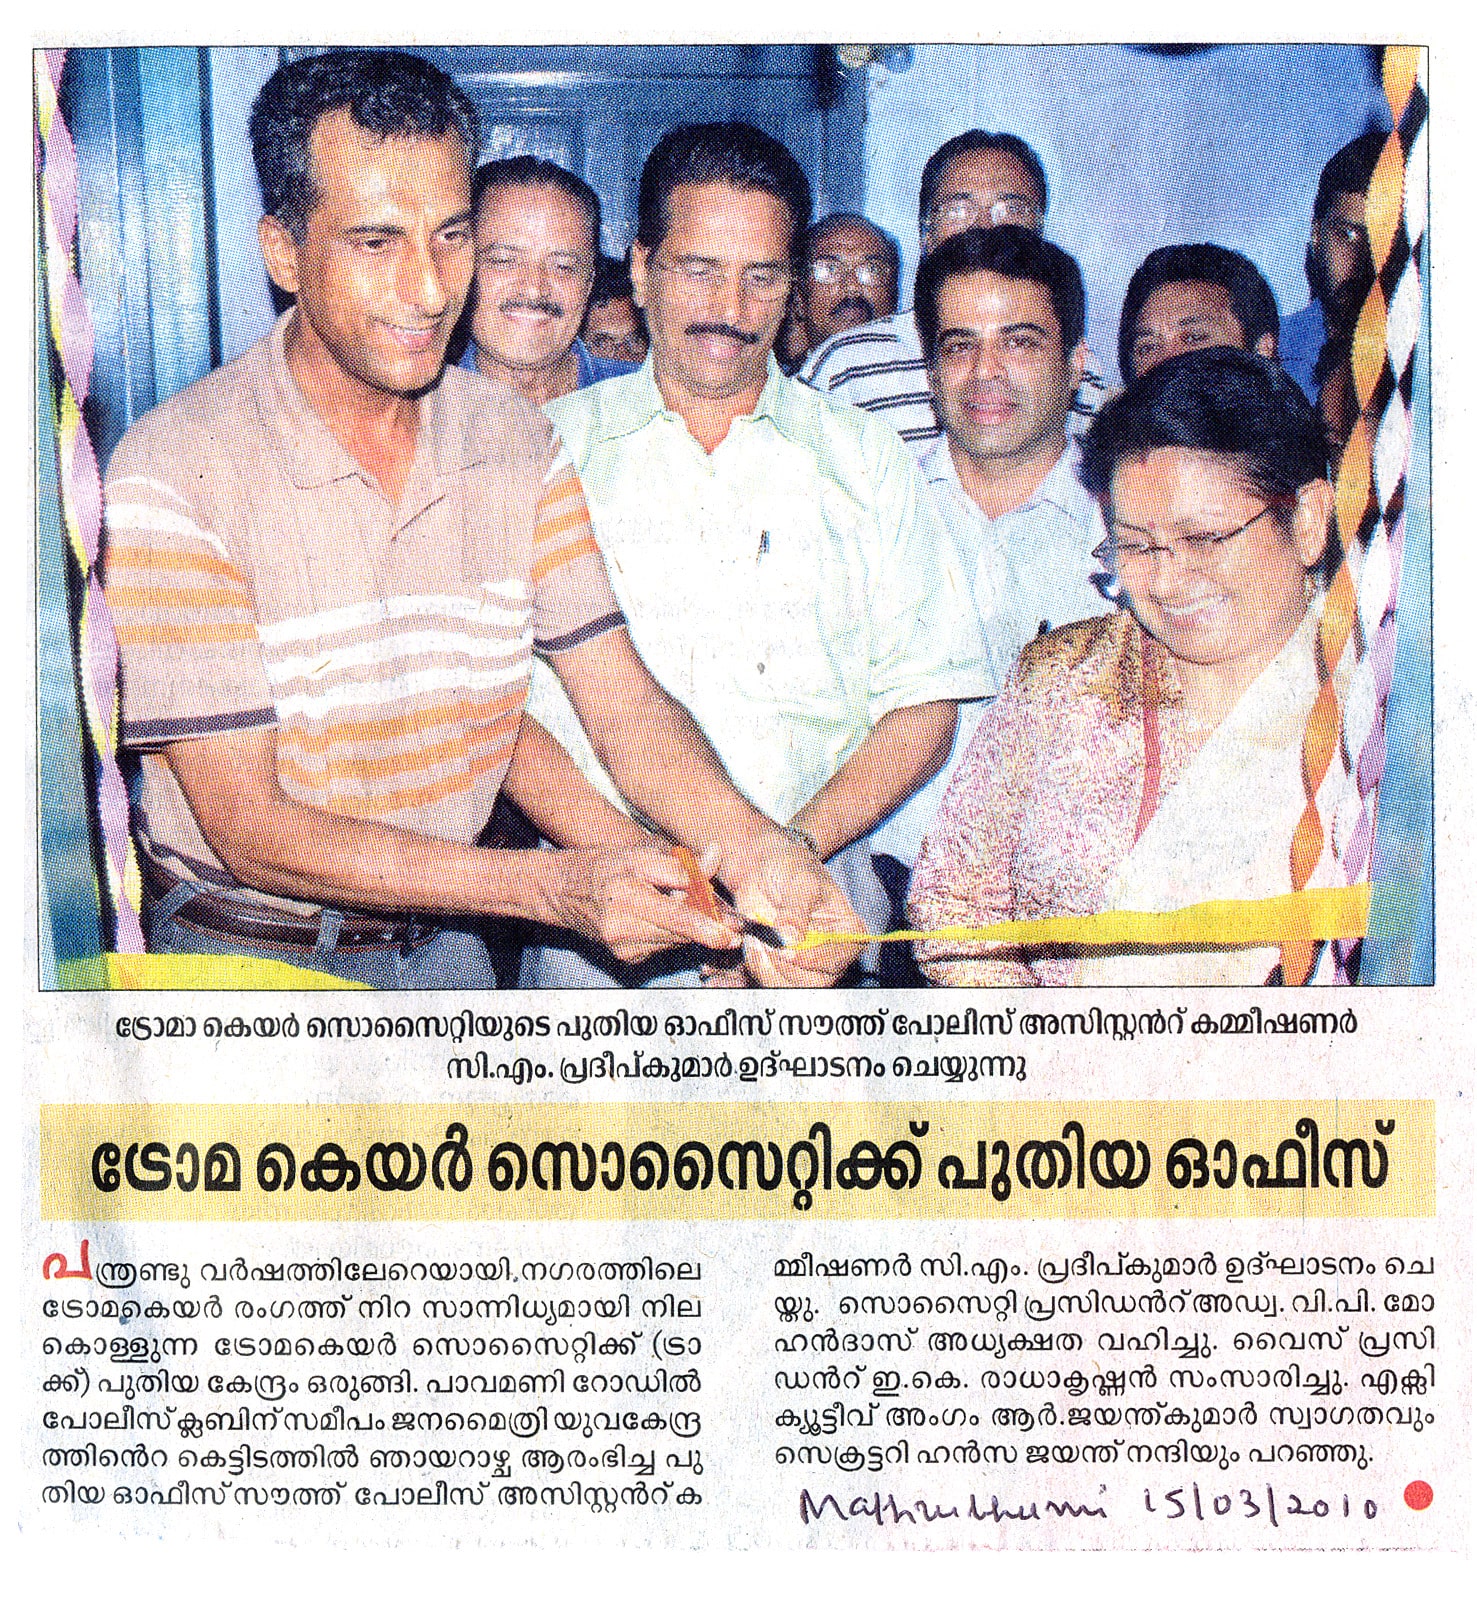 ട്രോമാ കെയർ സൊസൈറ്റിയുടെ പുതിയ ഓഫീസ് സൗത്ത് പോലീസ് അസിസ്റ്റൻറ് കമ്മീഷണർ
സി.എം. പ്രദീപ്കുമാർ ഉദ്ഘാടനം ചെയ്യുന്നു
ട്രോമ കെയർ സൊസൈറ്റിക്ക് പുതിയ ഓഫീസ്
പന്ത്രണ്ടു വർഷത്തിലേറെയായി നഗരത്തിലെ
ട്രോമകെയർ രംഗത്ത് നിറ സാന്നിധ്യമായി നില
കൊള്ളുന്ന ട്രോമകെയർ സൊസൈറ്റിക്ക് (ട്രാ
ക്ക്) പുതിയ കേന്ദ്രം ഒരുങ്ങി. പാവമണി റോഡിൽ
പോലീസ് ക്ലബിന് സമീപം ജനമൈത്രി യുവകേന്ദ്ര
ത്തിൻെറ കെട്ടിടത്തിൽ ഞായറാഴ്ച ആരംഭിച്ച പു
തിയ ഓഫീസ് സൗത്ത് പോലീസ് അസിസ്റ്റൻറ് ക
മ്മീഷണർ സി.എം. പ്രദീപ്കുമാർ ഉദ്ഘാടനം ചെ
യ്തു. സൊസൈറ്റി പ്രസിഡൻറ് അഡ്വ. വി.പി. മോ
ഹൻദാസ് അധ്യക്ഷത വഹിച്ചു. വൈസ് പ്രസി
ഡൻറ് ഇ.കെ. രാധാകൃഷ്ണൻ സംസാരിച്ചു. എക്സി
ക്യൂട്ടീവ് അംഗം ആർ.ജയന്ത്കുമാർ സ്വാഗതവും
സെക്രട്ടറി ഹൻസ ജയന്ത് നന്ദിയും പറഞ്ഞു.
Mathrubhumi 15/03/2010